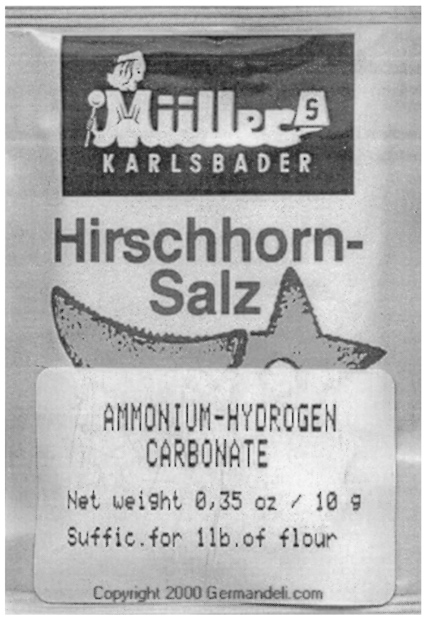 Müllers
KARLSBADER
Hirschhorn-
Salz
AMMONIUM-HYDROGEN
CARBONATE
Net weight 0,35 oz / 10 g
Suffic.for 1lb.of flour
Copyright 2000 Germandeli.com